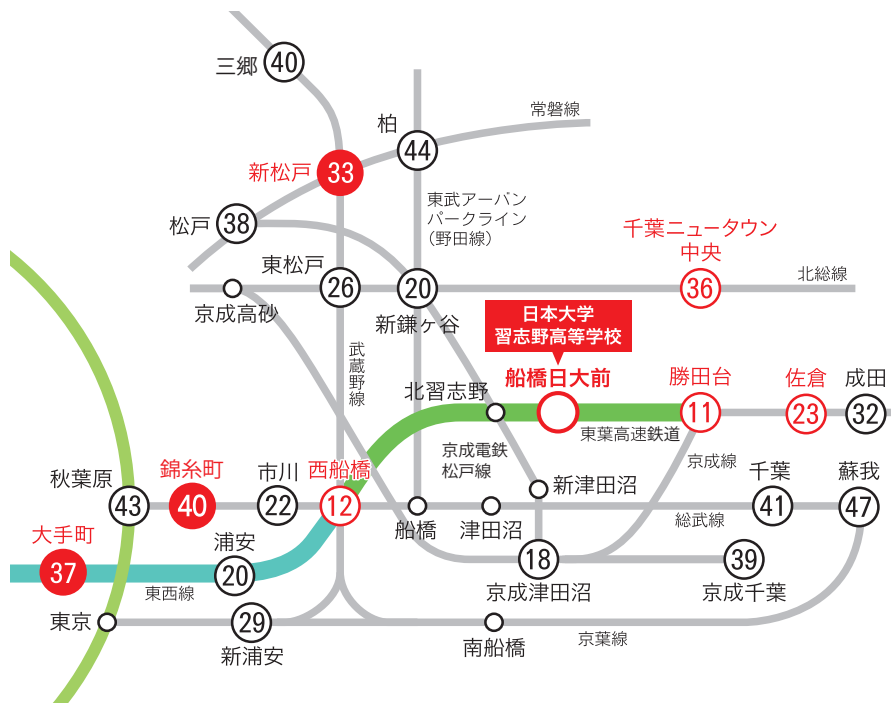 三郷
40
常磐線
柏
44
新松戸
33
東武アーバン
パークライン
(野田線)
松戸
38
千葉ニュータウン
中央
36
北総線
東松戸
26
20
新鎌ヶ谷
京成高砂
日本大学
習志野高等学校
船橋日大前
武蔵野線
北習志野
勝田台
11
佐倉
23
成田
32
東葉高速鉄道
京成電鉄
松戸線
京成線
秋葉原
43
錦糸町
40
市川
22
西船橋
12
船橋
津田沼
新津田沼
千葉
41
蘇我
47
総武線
大手町
37
浦安
20
東西線
18
京成津田沼
39
京成千葉
東京
29
新浦安
南船橋
京葉線